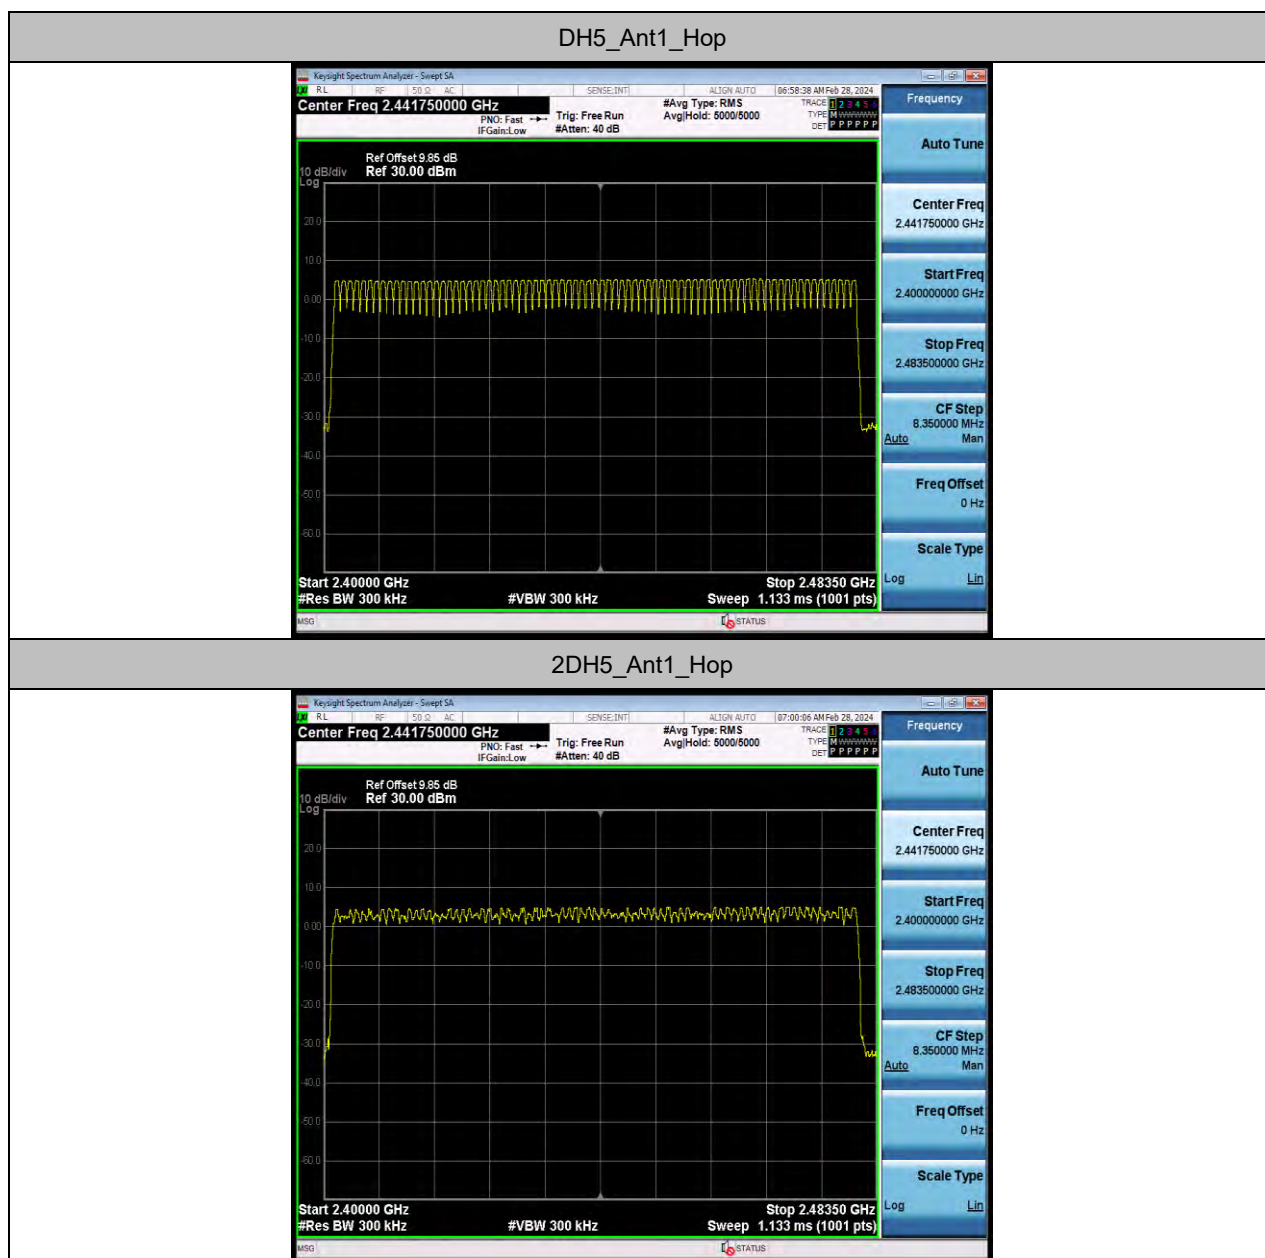 DH5_Ant1_Hop
Keysight Spectrum Analyzer - Swept SA
RL RF 50 Ω AC SENSE:INT ALIGN AUTO 06:58:38 AM Feb 28, 2024
Center Freq 2.441750000 GHz #Avg Type: RMS TRACE 1 2 3 4 5 6 Frequency
PNO: Fast Trig: Free Run Avg|Hold: 5000/5000 TYPE M WWWWW
IFGain:Low #Atten: 40 dB DET P P P P P P
Auto Tune
Ref Offset 9.85 dB
10 dB/div Ref 30.00 dBm
Log
Center Freq
2.441750000 GHz
20.0
10.0
Start Freq
2.400000000 GHz
0.00
-10.0
Stop Freq
2.483500000 GHz
-20.0
CF Step
8.350000 MHz
Auto Man
-30.0
-40.0
Freq Offset
0 Hz
-50.0
-60.0
Scale Type
Log Lin
Start 2.40000 GHz Stop 2.48350 GHz
#Res BW 300 kHz #VBW 300 kHz Sweep 1.133 ms (1001 pts)
MSG STATUS
2DH5_Ant1_Hop
Keysight Spectrum Analyzer - Swept SA
RL RF 50 Ω AC SENSE:INT ALIGN AUTO 07:00:06 AM Feb 28, 2024
Center Freq 2.441750000 GHz #Avg Type: RMS TRACE 1 2 3 4 5 6 Frequency
PNO: Fast Trig: Free Run Avg|Hold: 5000/5000 TYPE M WWWWW
IFGain:Low #Atten: 40 dB DET P P P P P P
Auto Tune
Ref Offset 9.85 dB
10 dB/div Ref 30.00 dBm
Log
Center Freq
2.441750000 GHz
20.0
10.0
Start Freq
2.400000000 GHz
0.00
-10.0
Stop Freq
2.483500000 GHz
-20.0
CF Step
8.350000 MHz
Auto Man
-30.0
-40.0
Freq Offset
0 Hz
-50.0
-60.0
Scale Type
Log Lin
Start 2.40000 GHz Stop 2.48350 GHz
#Res BW 300 kHz #VBW 300 kHz Sweep 1.133 ms (1001 pts)
MSG STATUS